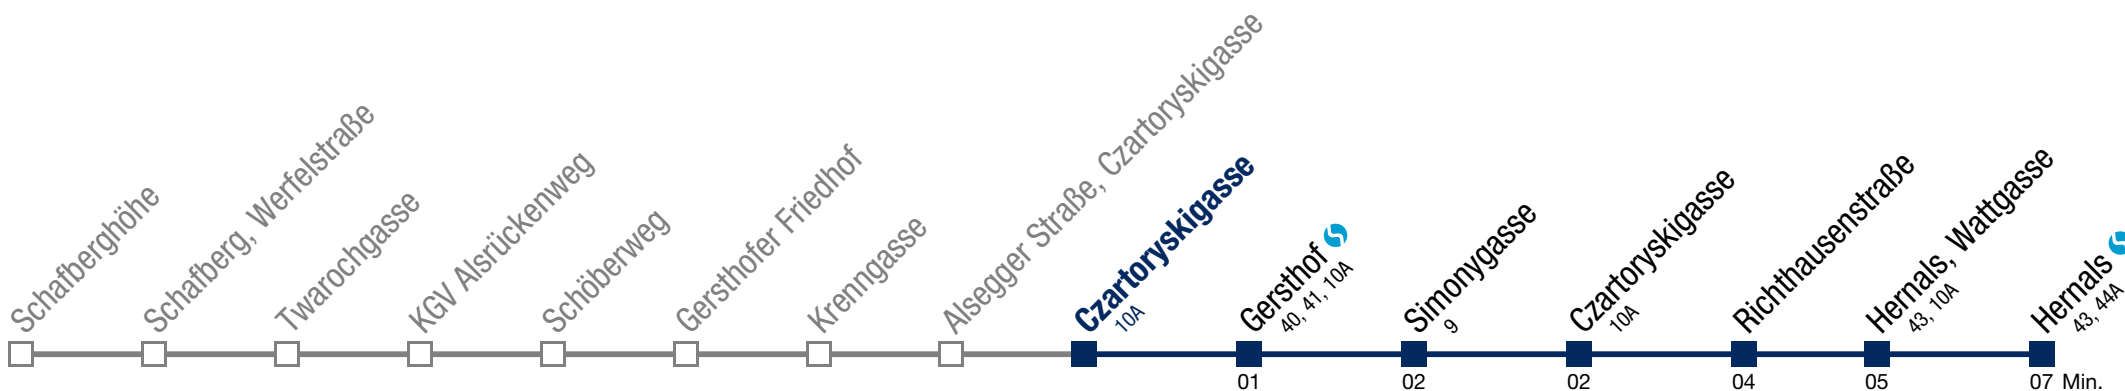 Schafberghöhe
Schafberg, Werfelstraße
Twarochgasse
KGV Alsrückenweg
Schöberweg
Gersthofer Friedhof
Krenngasse
Alsegger Straße, Czartoryskigasse
Czartoryskigasse
10A
Gersthof
40, 41, 10A
Simonygasse
9
Czartoryskigasse
10A
Richthausenstraße
Hernals, Wattgasse
43, 10A
Hernals
43, 44A
01 02 02 04 05 07 Min.